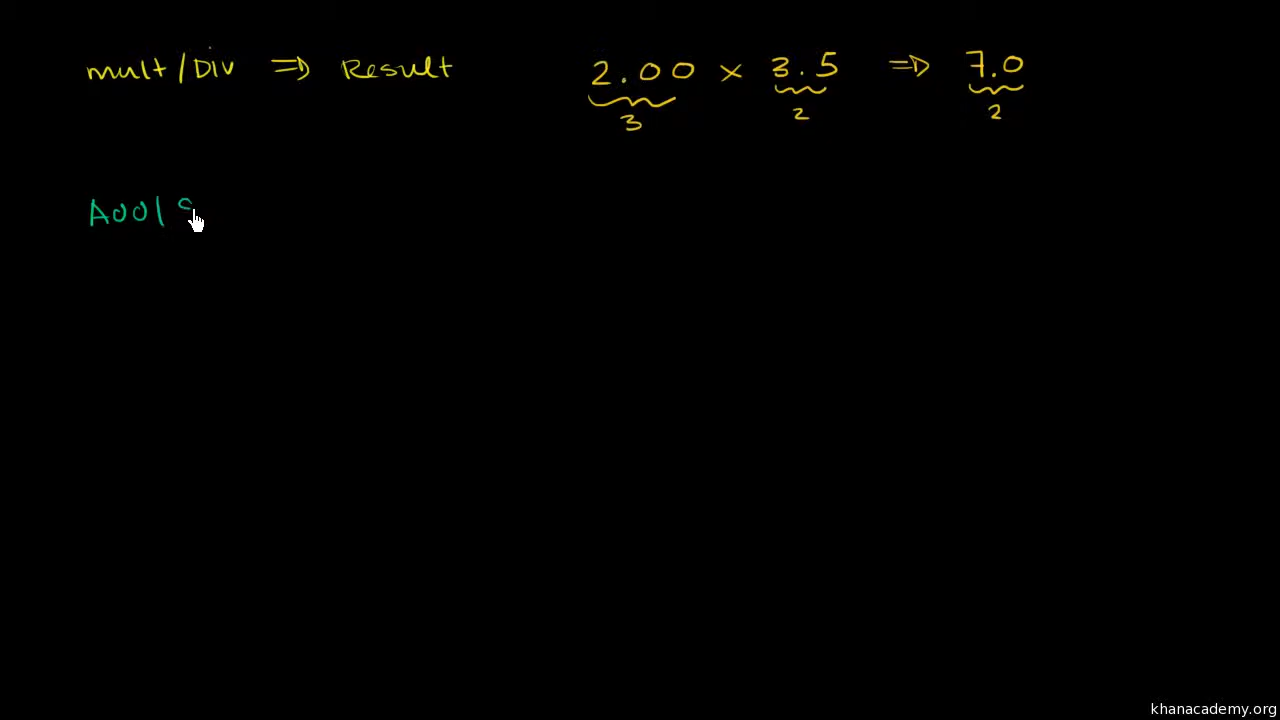 mult/Div ⇒ Result 2.00 × 3.5 ⇒ 7.0
3 2 2
ADD/S
khanacademy.org